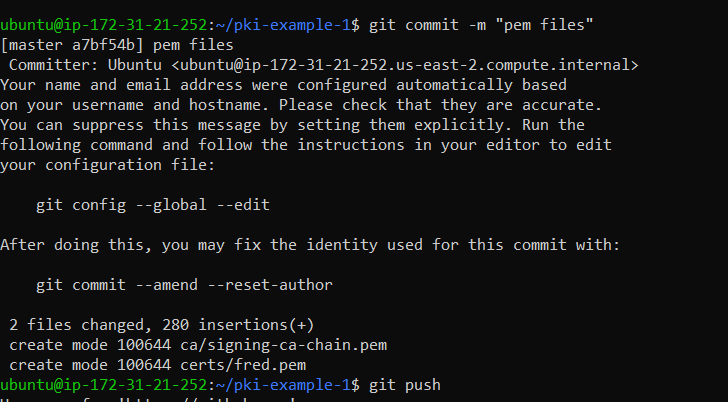 ubuntu@ip-172-31-21-252:~/pki-example-1$ git commit -m "pem files"
[master a7bf54b] pem files
 Committer: Ubuntu <ubuntu@ip-172-31-21-252.us-east-2.compute.internal>
Your name and email address were configured automatically based
on your username and hostname. Please check that they are accurate.
You can suppress this message by setting them explicitly. Run the
following command and follow the instructions in your editor to edit
your configuration file:

    git config --global --edit

After doing this, you may fix the identity used for this commit with:

    git commit --amend --reset-author

 2 files changed, 280 insertions(+)
 create mode 100644 ca/signing-ca-chain.pem
 create mode 100644 certs/fred.pem
ubuntu@ip-172-31-21-252:~/pki-example-1$ git push